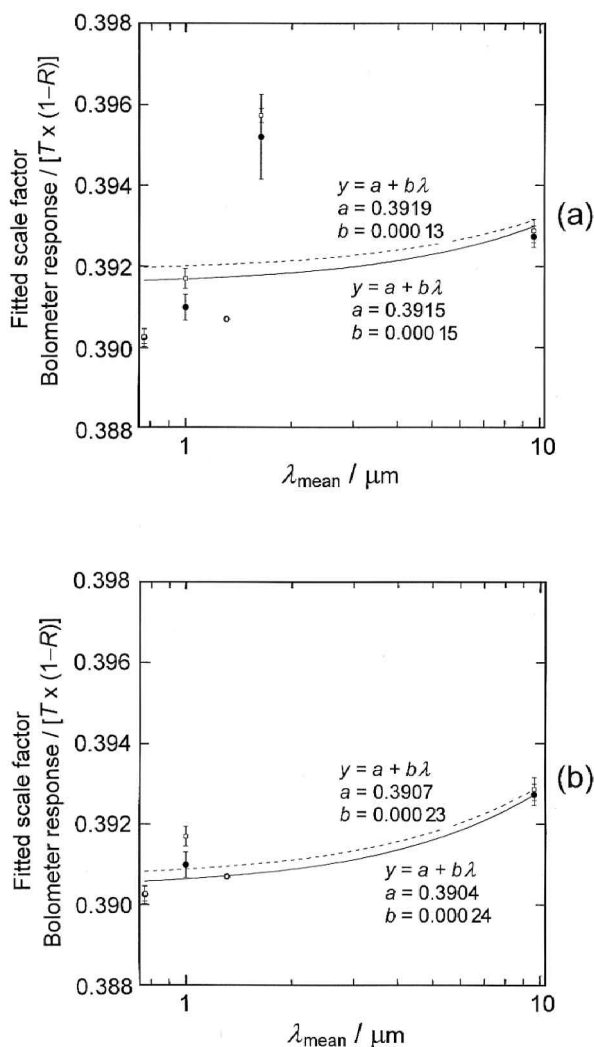 0.398
0.396
0.394
0.392
0.390
0.388
Fitted scale factor
Bolometer response / [T x (1–R)]
y = a + bλ
a = 0.3919
b = 0.000 13
y = a + bλ
a = 0.3915
b = 0.000 15
(a)
1
10
λmean / μm
0.398
0.396
0.394
0.392
0.390
0.388
Fitted scale factor
Bolometer response / [T x (1–R)]
y = a + bλ
a = 0.3907
b = 0.000 23
y = a + bλ
a = 0.3904
b = 0.000 24
(b)
1
10
λmean / μm